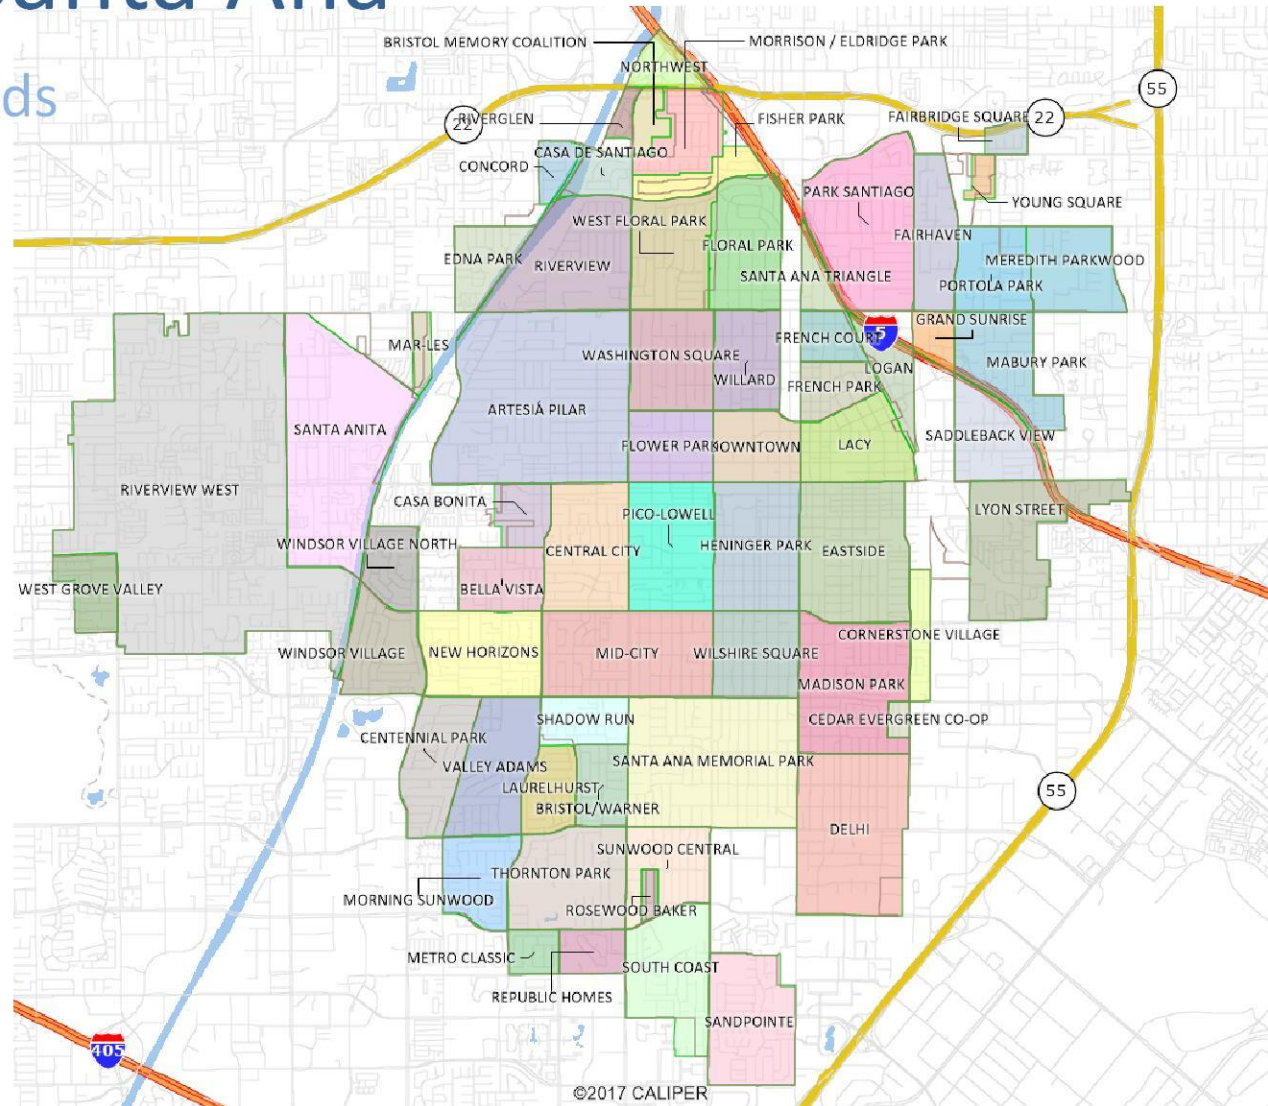 Santa Ana
ds
BRISTOL MEMORY COALITION
MORRISON / ELDRIDGE PARK
NORTHWEST
55
22
RIVERGLEN
FISHER PARK
FAIRBRIDGE SQUARE
22
CASA DE SANTIAGO
CONCORD
PARK SANTIAGO
YOUNG SQUARE
WEST FLORAL PARK
FAIRHAVEN
FLORAL PARK
EDNA PARK
RIVERVIEW
MEREDITH PARKWOOD
SANTA ANA TRIANGLE
PORTOLA PARK
GRAND SUNRISE
5
FRENCH COURT
MAR-LES
WASHINGTON SQUARE
MABURY PARK
LOGAN
WILLARD
FRENCH PARK
ARTESIA PILAR
SANTA ANITA
SADDLEBACK VIEW
FLOWER PARK
DOWNTOWN
LACY
RIVERVIEW WEST
CASA BONITA
LYON STREET
PICO-LOWELL
WINDSOR VILLAGE NORTH
CENTRAL CITY
HENINGER PARK
EASTSIDE
WEST GROVE VALLEY
BELLA VISTA
CORNERSTONE VILLAGE
WINDSOR VILLAGE
NEW HORIZONS
MID-CITY
WILSHIRE SQUARE
MADISON PARK
SHADOW RUN
CEDAR EVERGREEN CO-OP
CENTENNIAL PARK
VALLEY ADAMS
SANTA ANA MEMORIAL PARK
LAURELHURST
55
BRISTOL/WARNER
DELHI
SUNWOOD CENTRAL
THORNTON PARK
MORNING SUNWOOD
ROSEWOOD BAKER
METRO CLASSIC
SOUTH COAST
REPUBLIC HOMES
SANDPOINTE
405
©2017 CALIPER